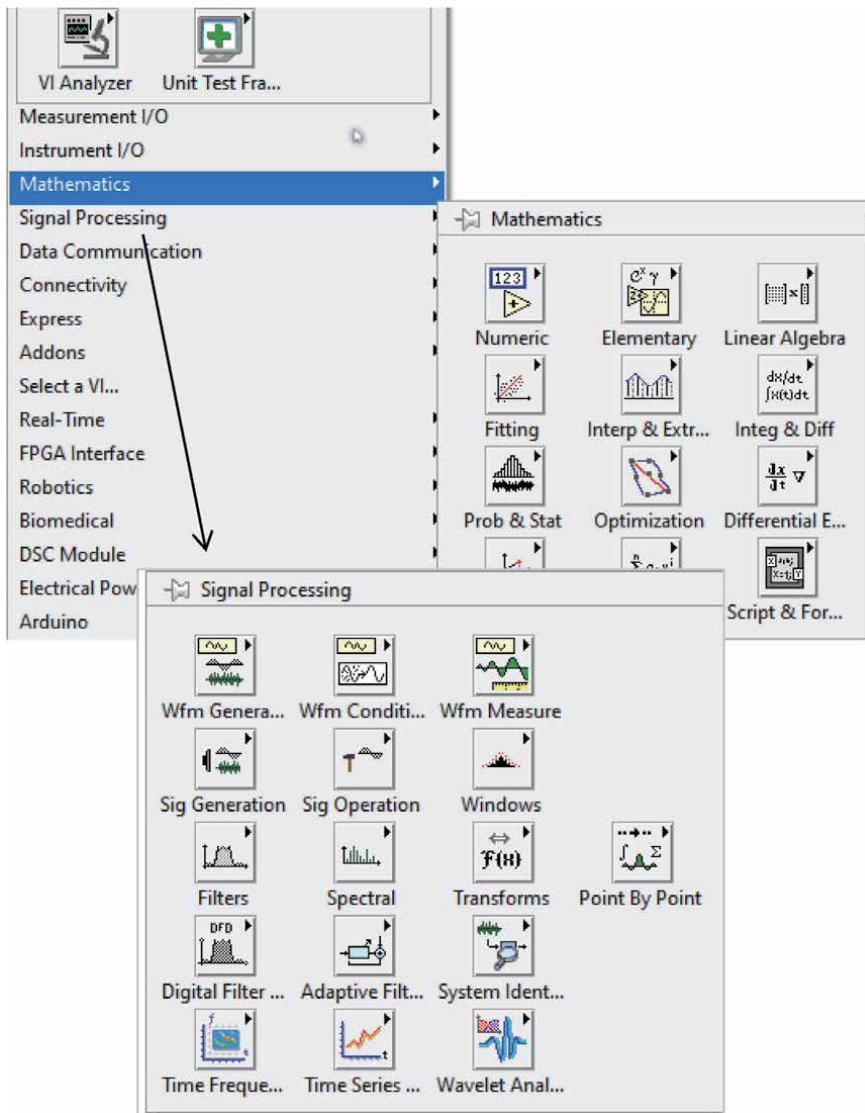 VI Analyzer Unit Test Fra...
Measurement I/O
Instrument I/O
Mathematics
Signal Processing
Data Communication
Connectivity
Express
Addons
Select a VI...
Real-Time
FPGA Interface
Robotics
Biomedical
DSC Module
Electrical Pow
Arduino
Mathematics
123
Numeric Elementary Linear Algebra
dx/dt
∫x(t)dt
Fitting Interp & Extr... Integ & Diff
Prob & Stat Optimization Differential E...
Script & For...
Signal Processing
Wfm Genera... Wfm Conditi... Wfm Measure
Sig Generation Sig Operation Windows
F(x)
Filters Spectral Transforms Point By Point
DFD
Digital Filter ... Adaptive Filt... System Ident...
Time Freque... Time Series ... Wavelet Anal...